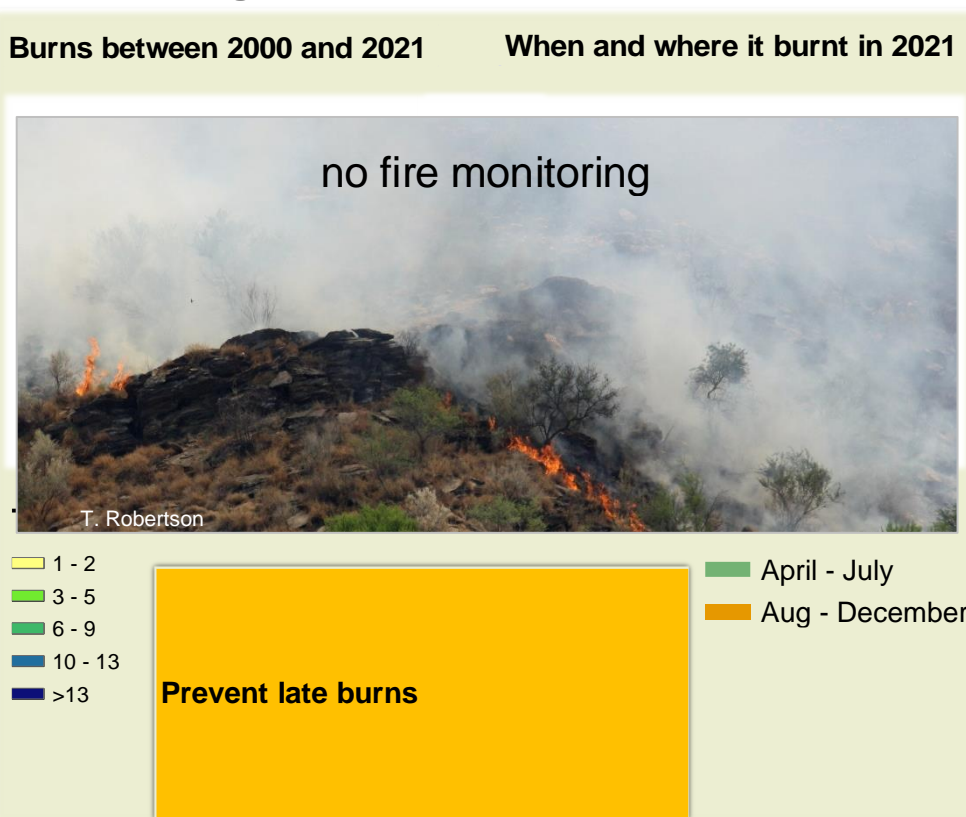 Burns between 2000 and 2021
When and where it burnt in 2021
no fire monitoring
T. Robertson
1 - 2
3 - 5
6 - 9
10 - 13
>13
Prevent late burns
April - July
Aug - December